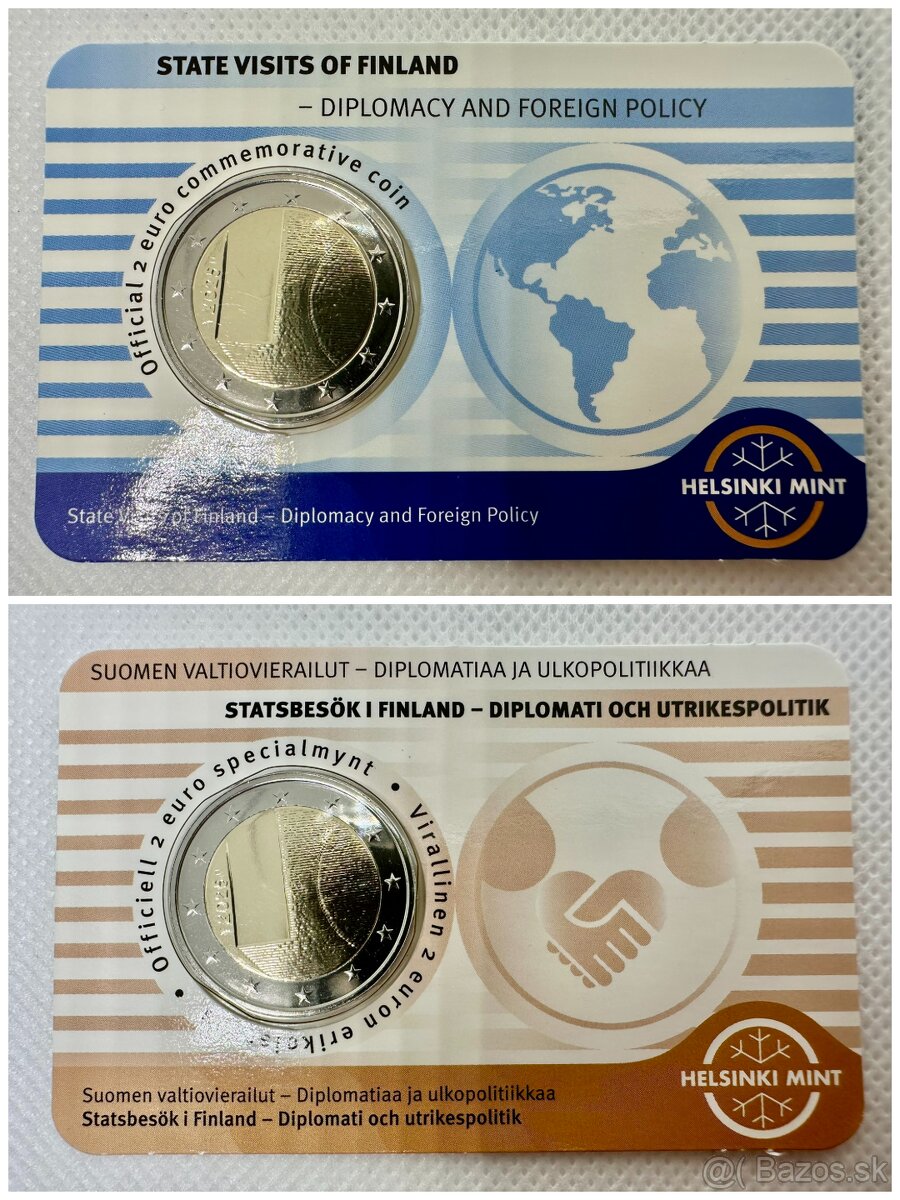 STATE VISITS OF FINLAND
– DIPLOMACY AND FOREIGN POLICY
Official 2 euro commemorative coin
2025
HELSINKI MINT
State Visits of Finland – Diplomacy and Foreign Policy
SUOMEN VALTIOVIERAILUT – DIPLOMATIAA JA ULKOPOLITIIKKAA
STATSBESÖK I FINLAND – DIPLOMATI OCH UTRIKESPOLITIK
• Officiell 2 euro specialmynt • Virallinen 2 euron
2025
HELSINKI MINT
Suomen valtiovierailut – Diplomatiaa ja ulkopolitiikkaa
Statsbesök i Finland – Diplomati och utrikespolitik
@( Bazos.sk